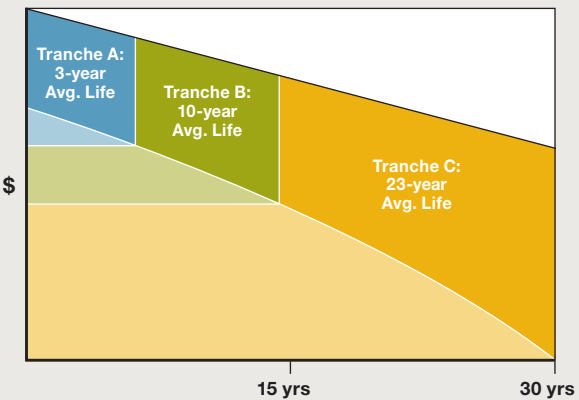 Tranche A:
3-year
Avg. Life
Tranche B:
10-year
Avg. Life
Tranche C:
23-year
Avg. Life
$
15 yrs
30 yrs